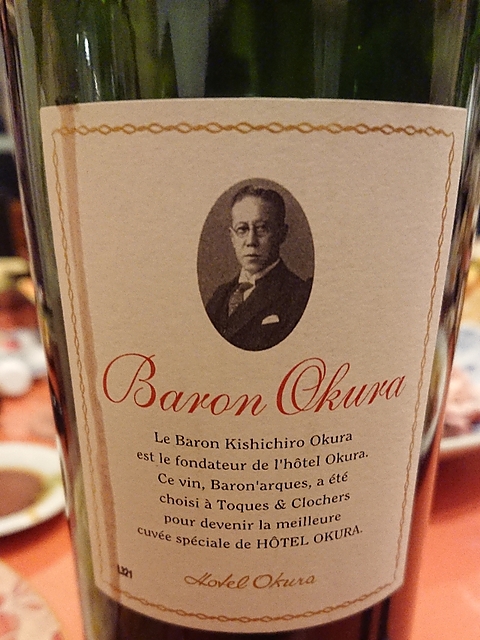 Baron Okura
Le Baron Kishichiro Okura
est le fondateur de l'hôtel Okura.
Ce vin, Baron'arques, a été
choisi à Toques & Clochers
pour devenir la meilleure
cuvée spéciale de HÔTEL OKURA.
L321
Hotel Okura